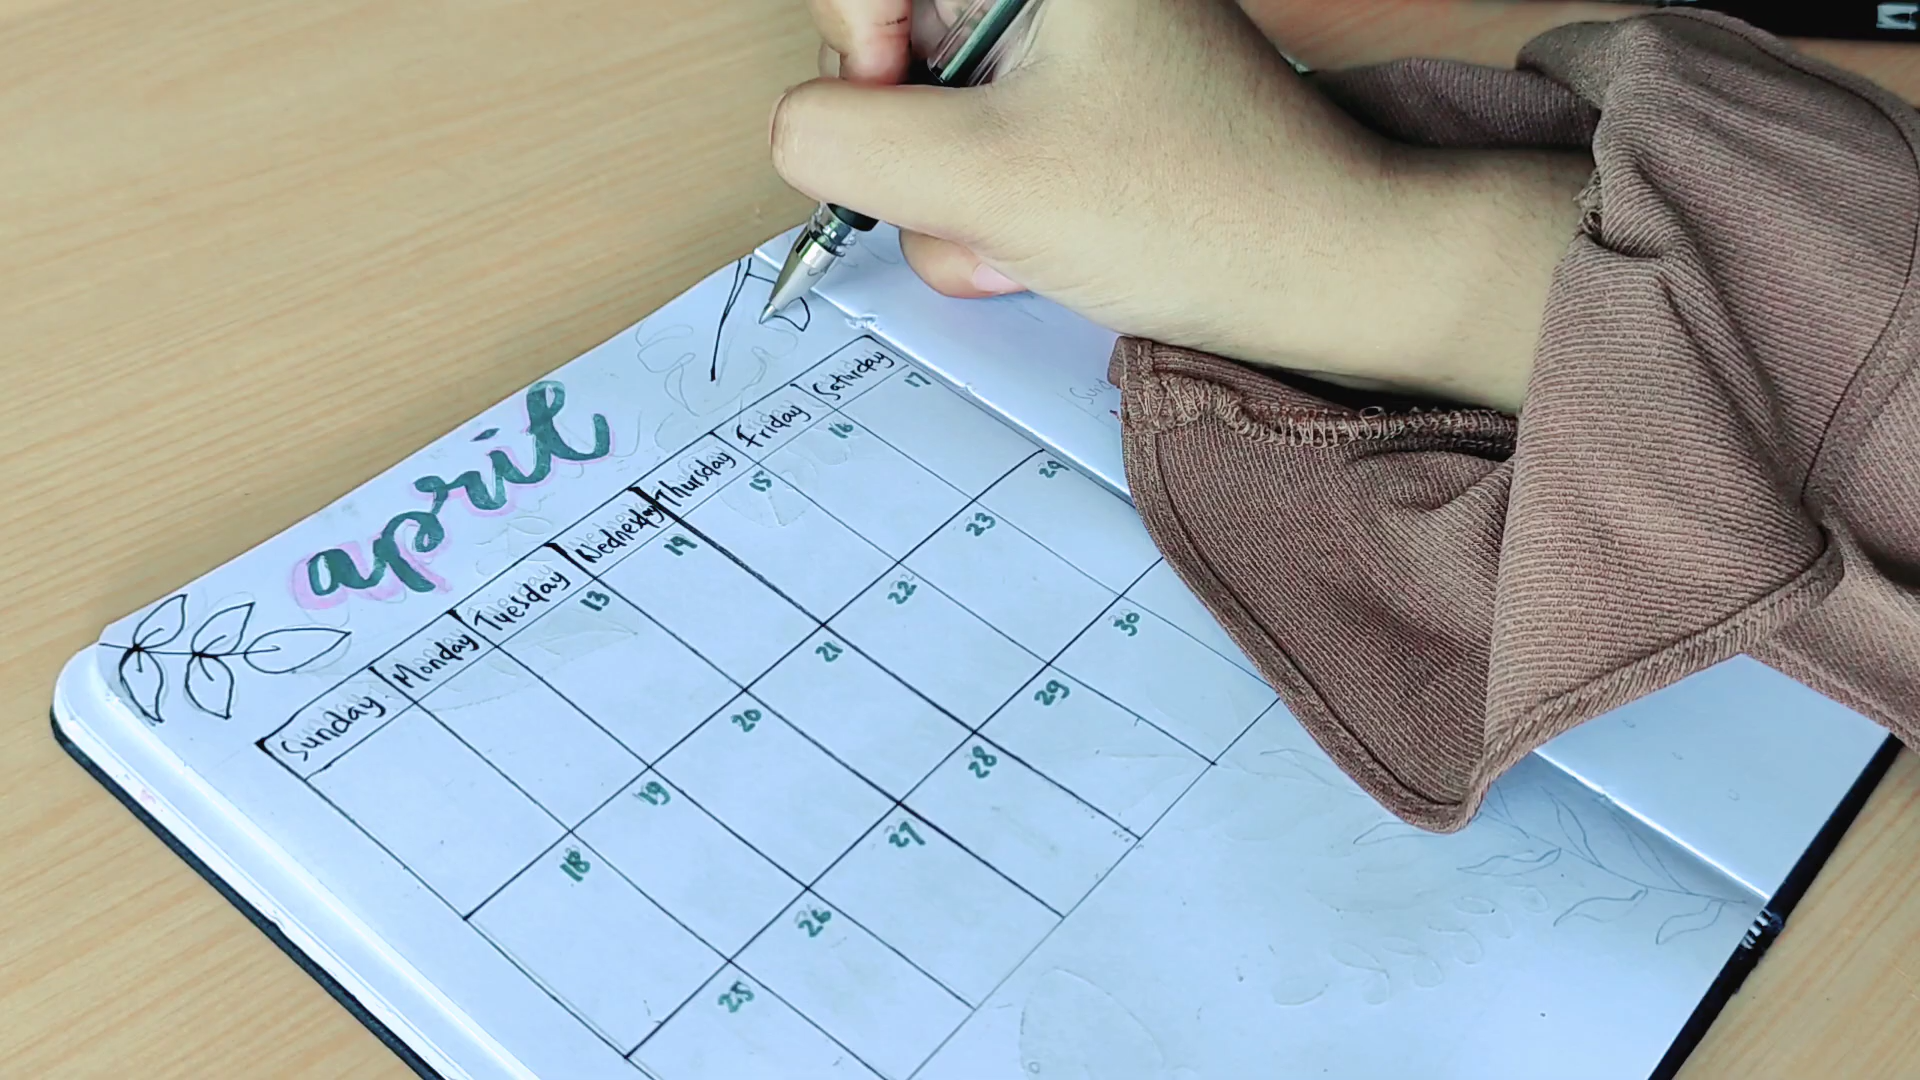 april
Sunday Monday Tuesday Wednesday Thursday Friday Saturday
13 14 15 16 17
18 19 20 21 22 23 24
25 26 27 28 29 30